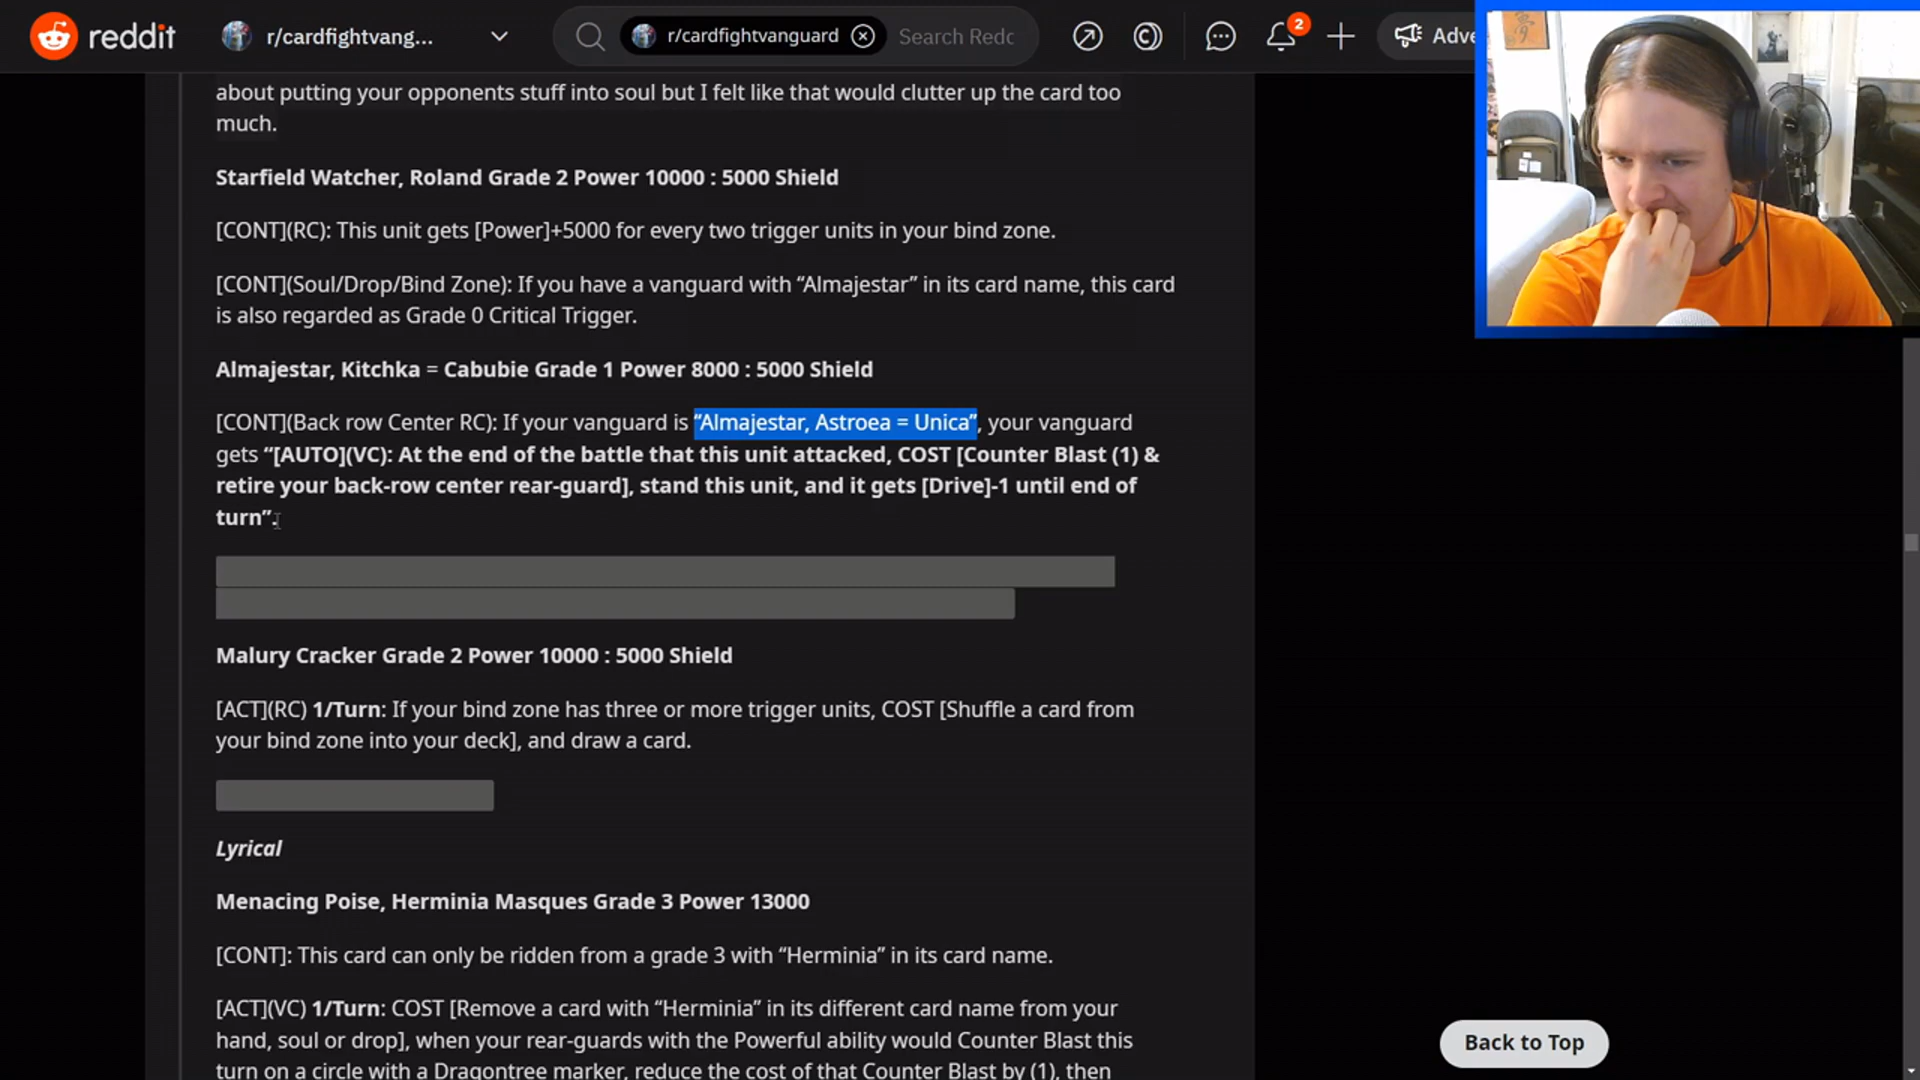 reddit
r/cardfightvang...
r/cardfightvanguard
Search Redc
2
Adve
about putting your opponents stuff into soul but I felt like that would clutter up the card too
much.
Starfield Watcher, Roland Grade 2 Power 10000 : 5000 Shield
[CONT](RC): This unit gets [Power]+5000 for every two trigger units in your bind zone.
[CONT](Soul/Drop/Bind Zone): If you have a vanguard with “Almajestar” in its card name, this card
is also regarded as Grade 0 Critical Trigger.
Almajestar, Kitchka = Cabubie Grade 1 Power 8000 : 5000 Shield
[CONT](Back row Center RC): If your vanguard is “Almajestar, Astroea = Unica”, your vanguard
gets “[AUTO](VC): At the end of the battle that this unit attacked, COST [Counter Blast (1) &
retire your back-row center rear-guard], stand this unit, and it gets [Drive]-1 until end of
turn”.
Malury Cracker Grade 2 Power 10000 : 5000 Shield
[ACT](RC) 1/Turn: If your bind zone has three or more trigger units, COST [Shuffle a card from
your bind zone into your deck], and draw a card.
Lyrical
Menacing Poise, Herminia Masques Grade 3 Power 13000
[CONT]: This card can only be ridden from a grade 3 with “Herminia” in its card name.
[ACT](VC) 1/Turn: COST [Remove a card with “Herminia” in its different card name from your
hand, soul or drop], when your rear-guards with the Powerful ability would Counter Blast this
turn on a circle with a Dragontree marker, reduce the cost of that Counter Blast by (1), then
Back to Top